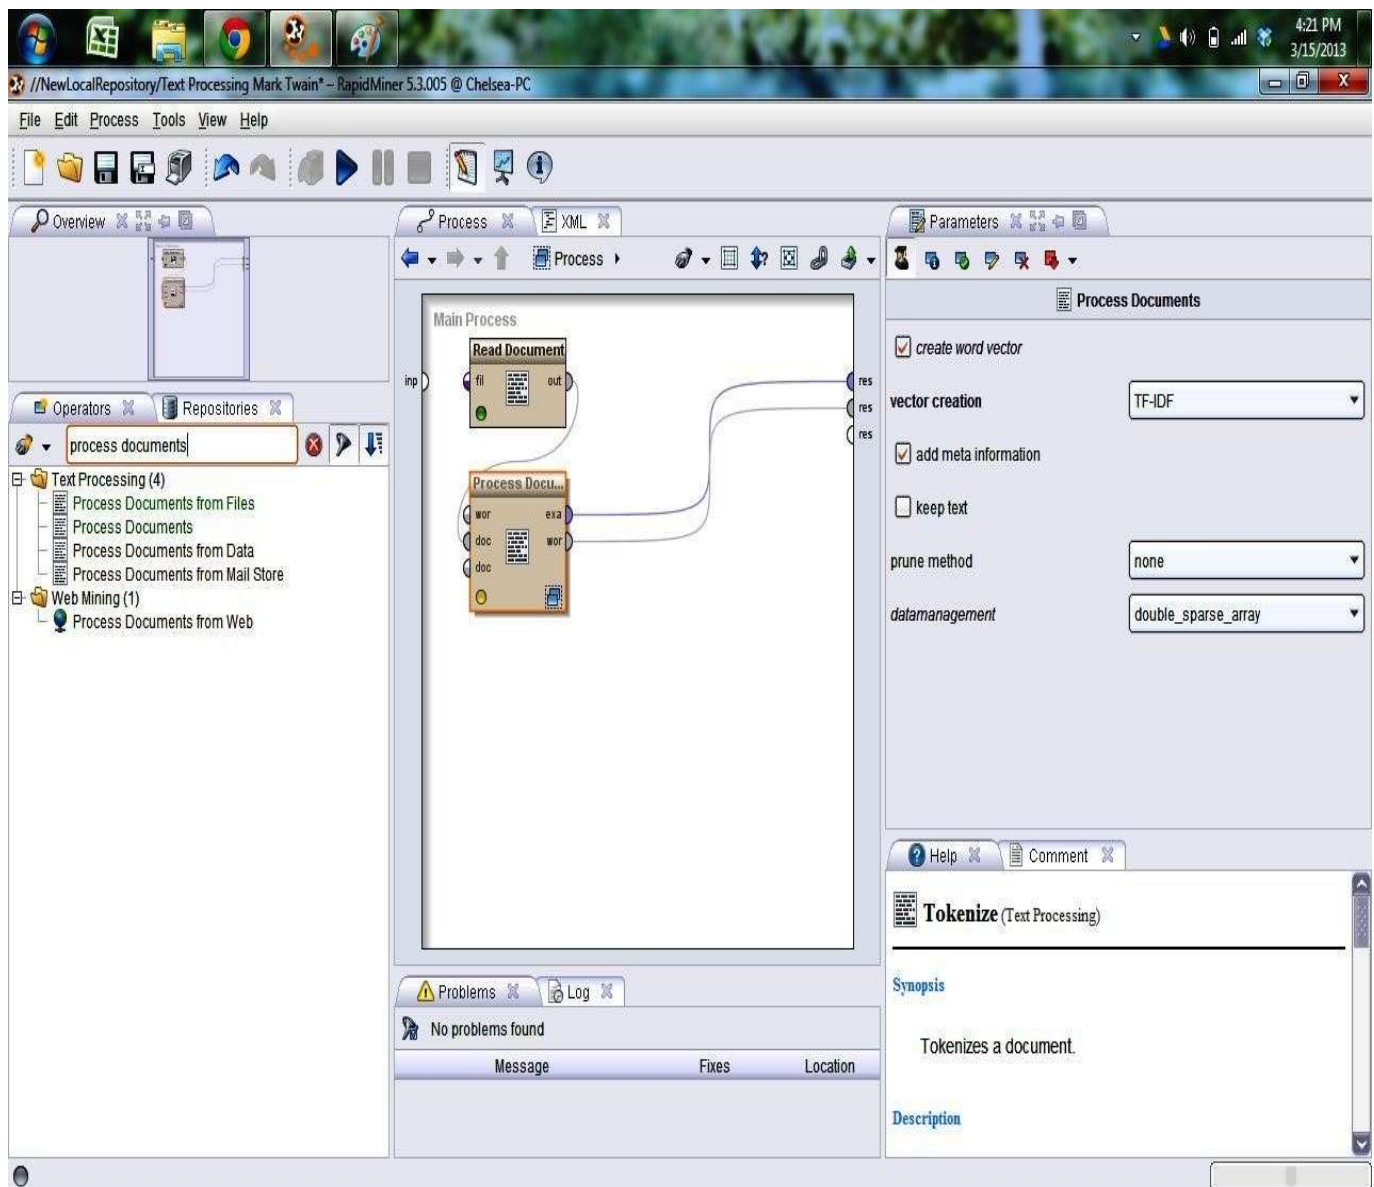 4:21 PM
3/15/2013
//NewLocalRepository/Text Processing Mark Twain* – RapidMiner 5.3.005 @ Chelsea-PC
File Edit Process Tools View Help
Overview
Operators Repositories
process documents
Text Processing (4)
Process Documents from Files
Process Documents
Process Documents from Data
Process Documents from Mail Store
Web Mining (1)
Process Documents from Web
Process XML
Process
Main Process
Read Document
inp
fil out
Process Docu...
wor exa
doc wor
doc
res
res
res
Problems Log
No problems found
Message Fixes Location
Parameters
Process Documents
create word vector
vector creation TF-IDF
add meta information
keep text
prune method none
datamanagement double_sparse_array
Help Comment
Tokenize (Text Processing)
Synopsis
Tokenizes a document.
Description